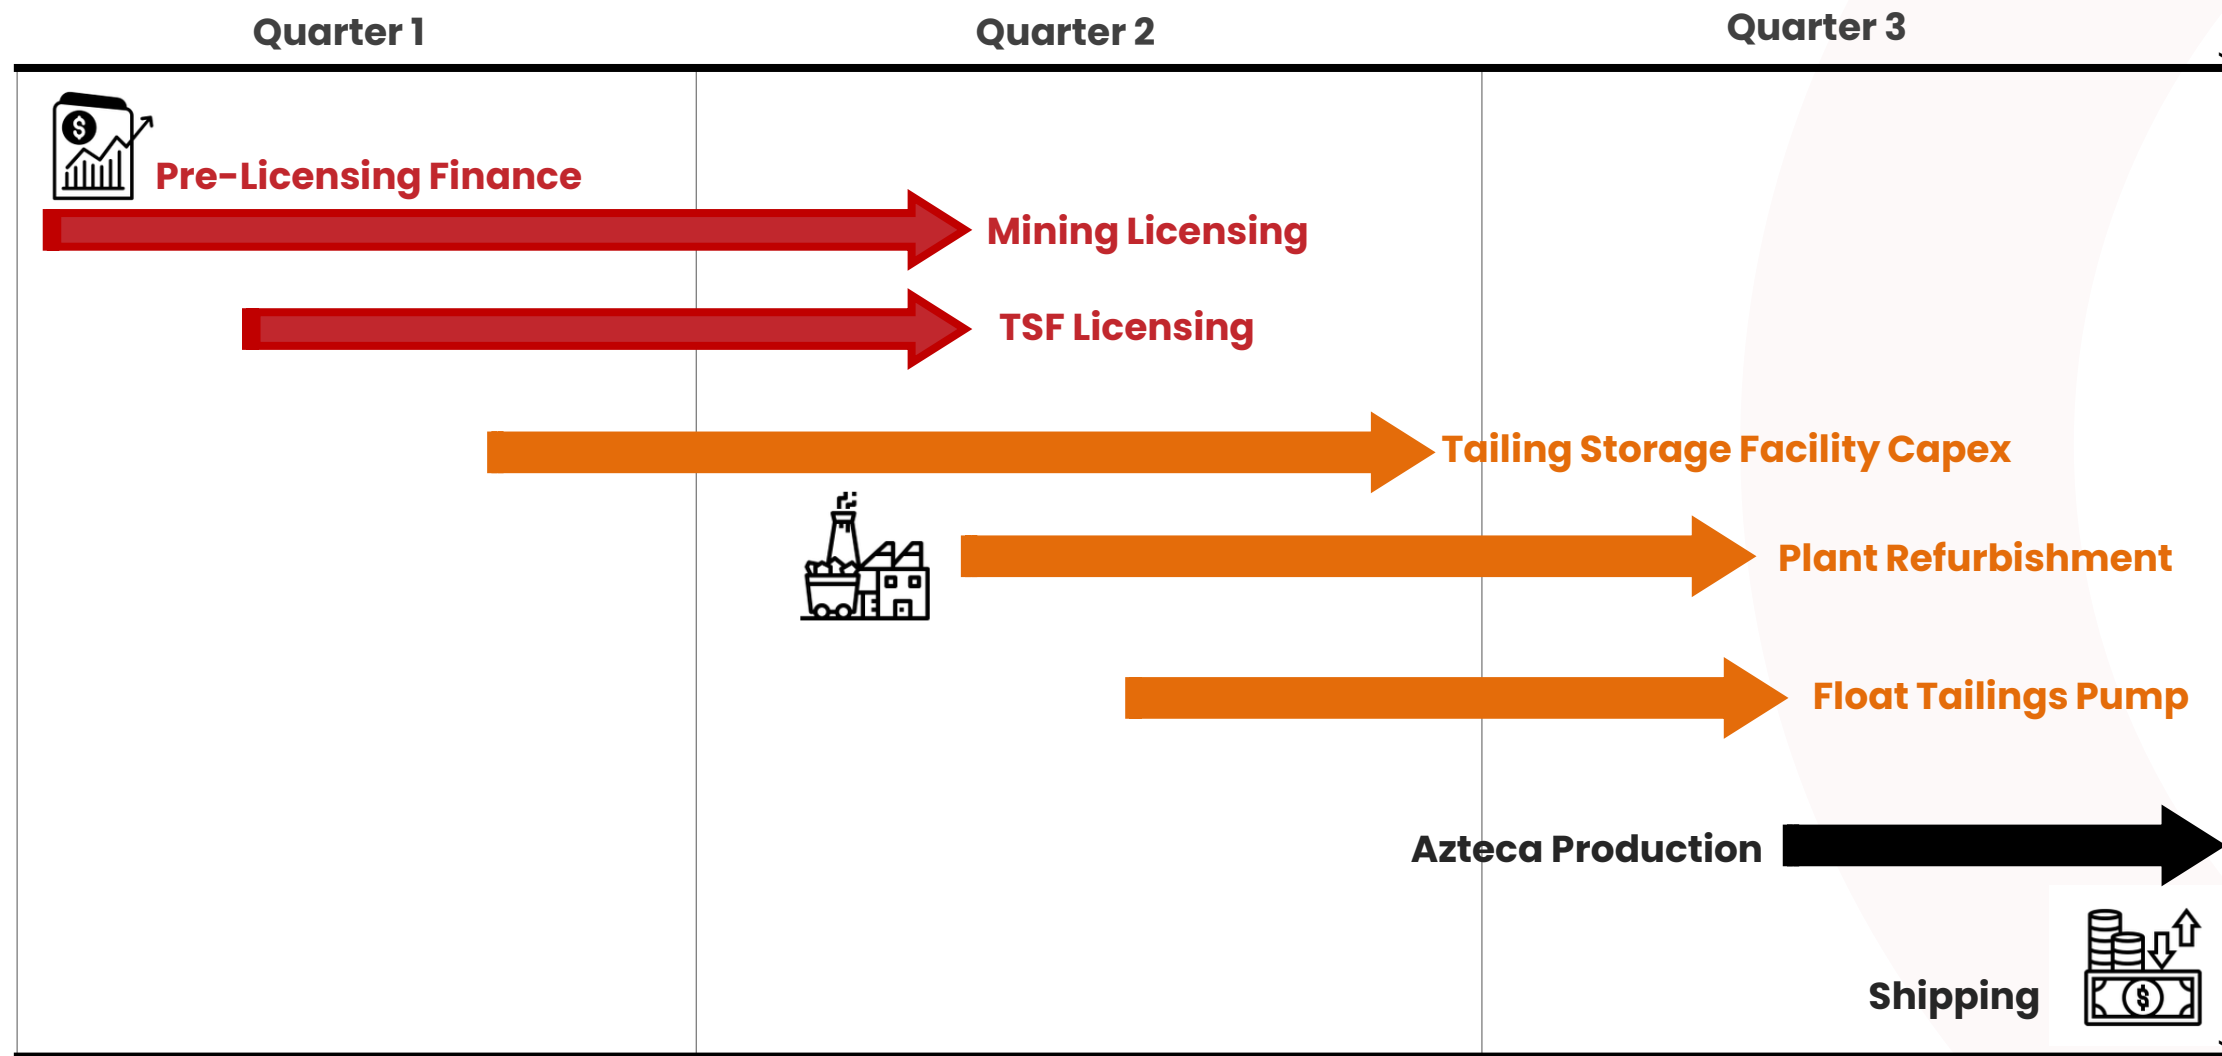 Quarter 1
Quarter 2
Quarter 3
$
Pre-Licensing Finance
Mining Licensing
TSF Licensing
Tailing Storage Facility Capex
Plant Refurbishment
Float Tailings Pump
Azteca Production
Shipping
$